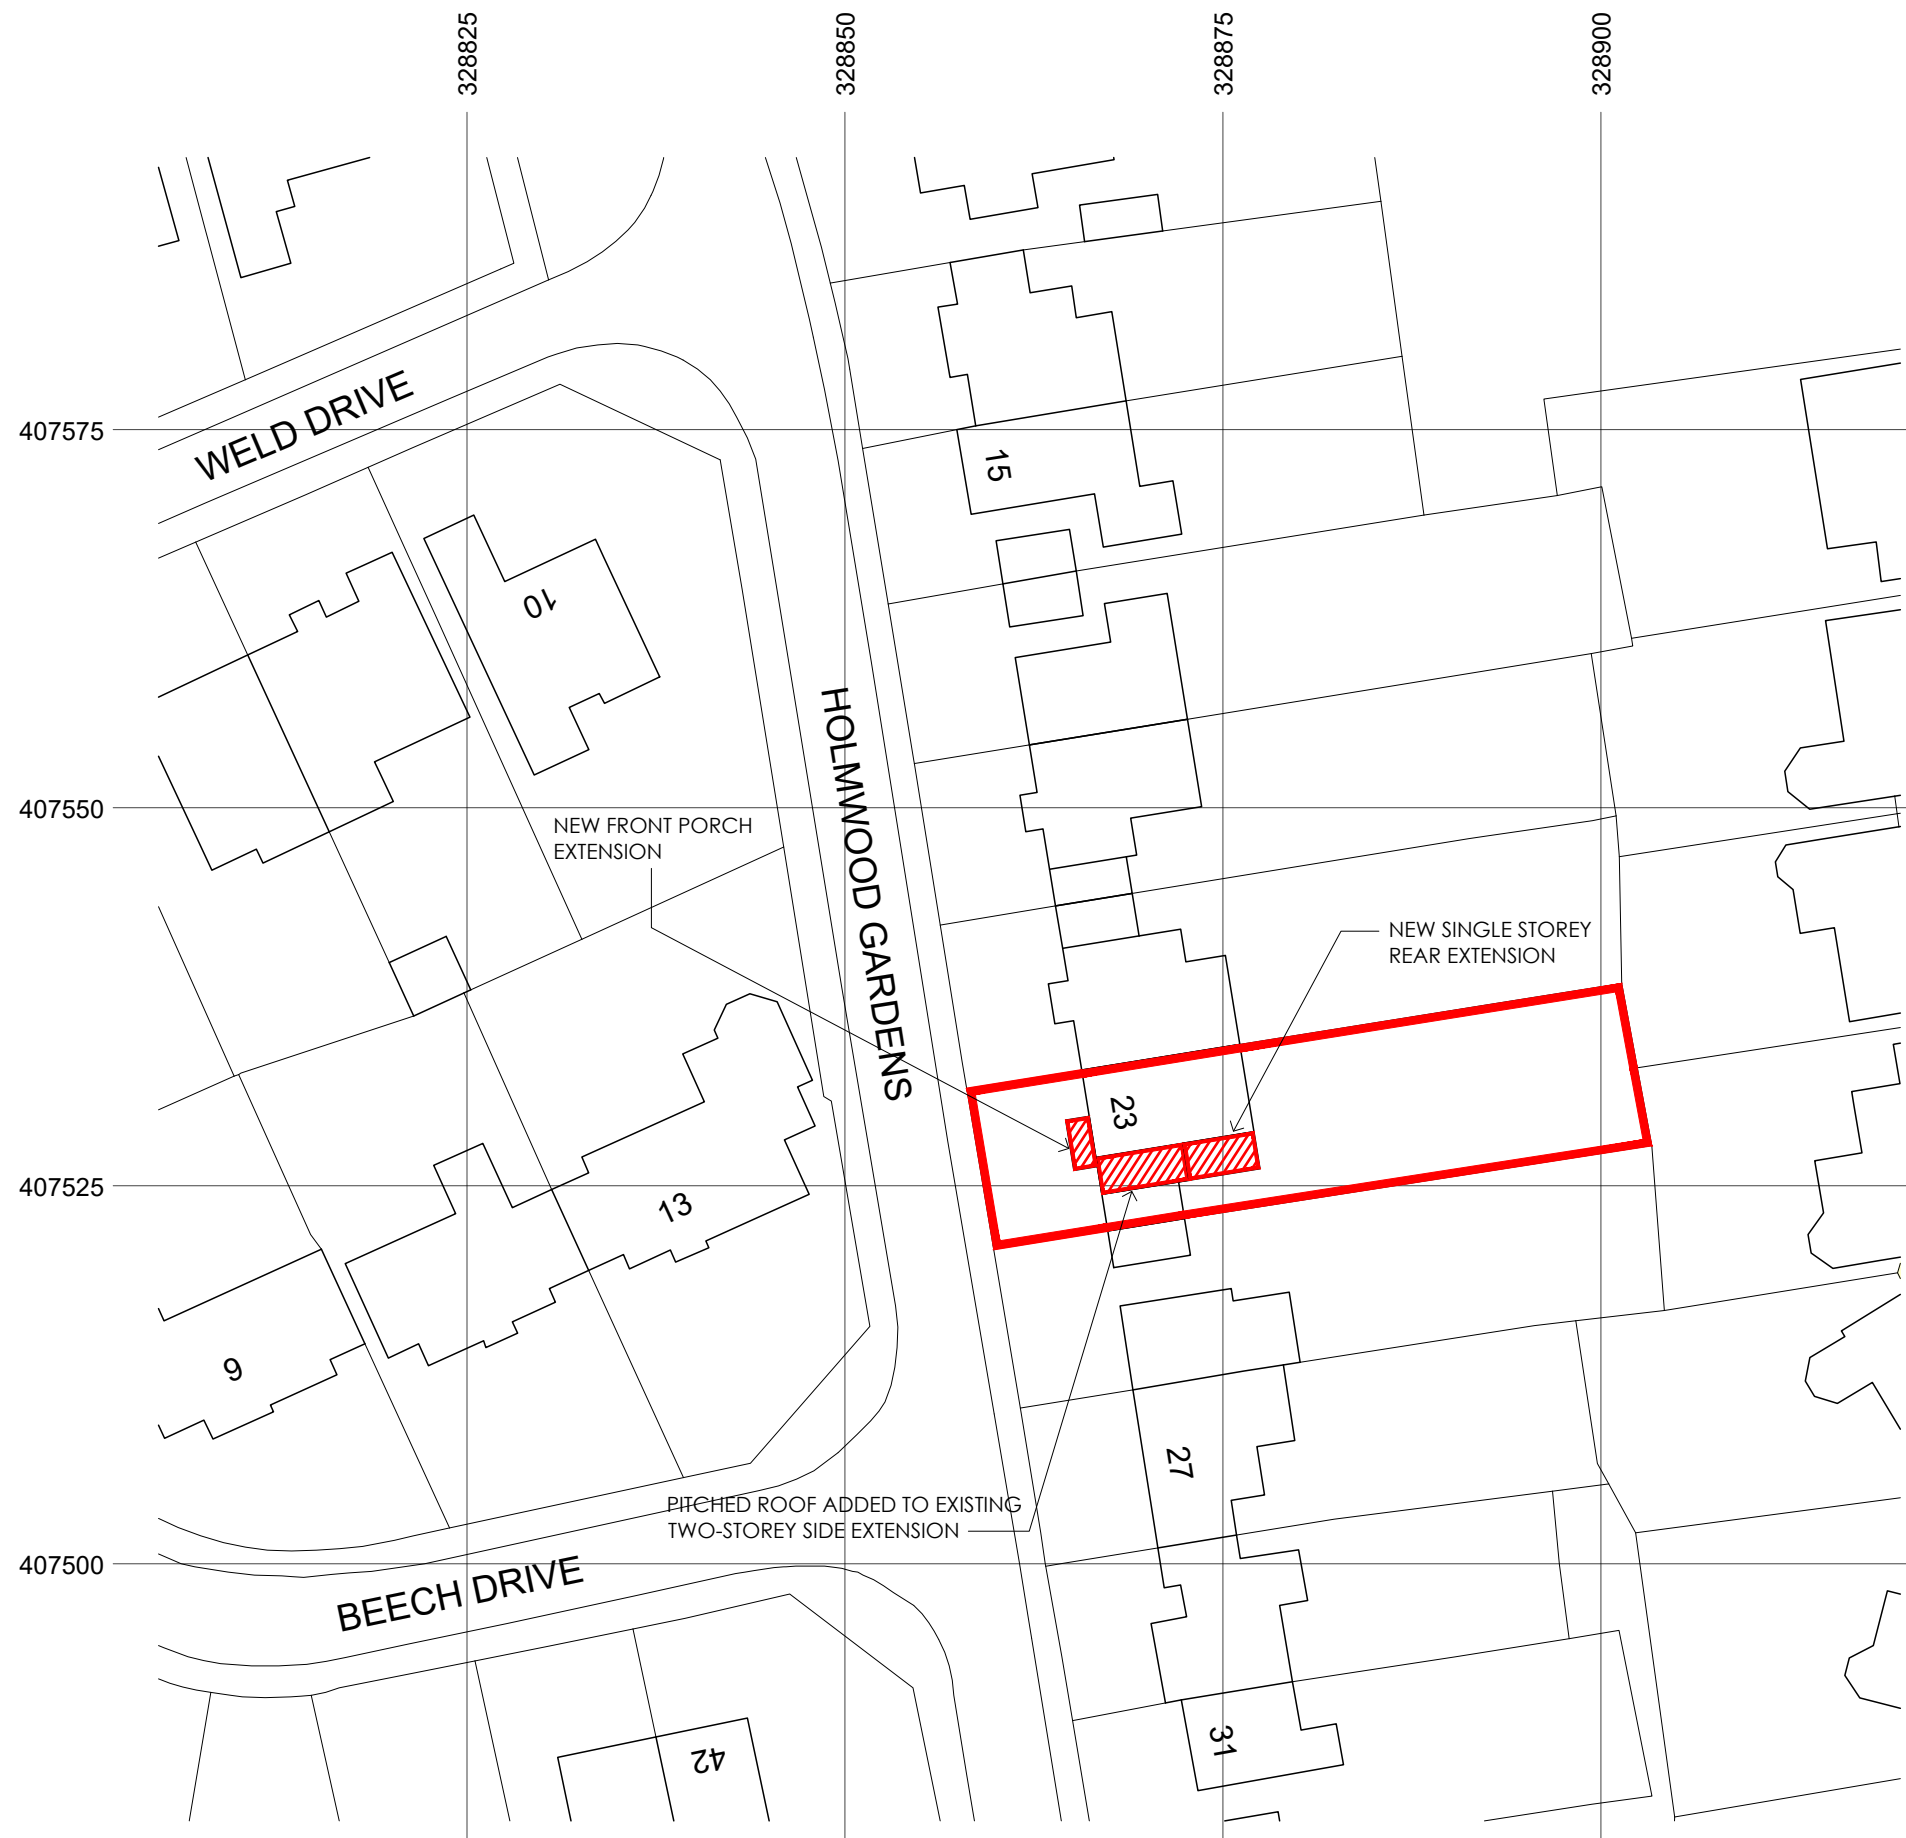 328825
328850
328875
328900
407575
407550
407525
407500
WELD DRIVE
15
10
HOLMWOOD GARDENS
NEW FRONT PORCH
EXTENSION
NEW SINGLE STOREY
REAR EXTENSION
23
13
9
27
PITCHED ROOF ADDED TO EXISTING
TWO-STOREY SIDE EXTENSION
BEECH DRIVE
31
42